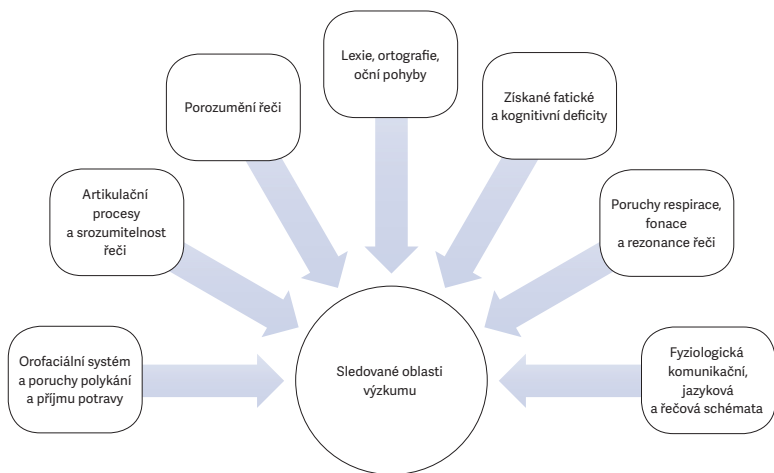 Lexie, ortografie,
oční pohyby
Porozumění řeči
Získané fatické
a kognitivní deficity
Artikulační
procesy
a srozumitelnost
řeči
Poruchy respirace,
fonace
a rezonance řeči
Orofaciální systém
a poruchy polykání
a příjmu potravy
Sledované oblasti
výzkumu
Fyziologická
komunikační,
jazyková
a řečová schémata